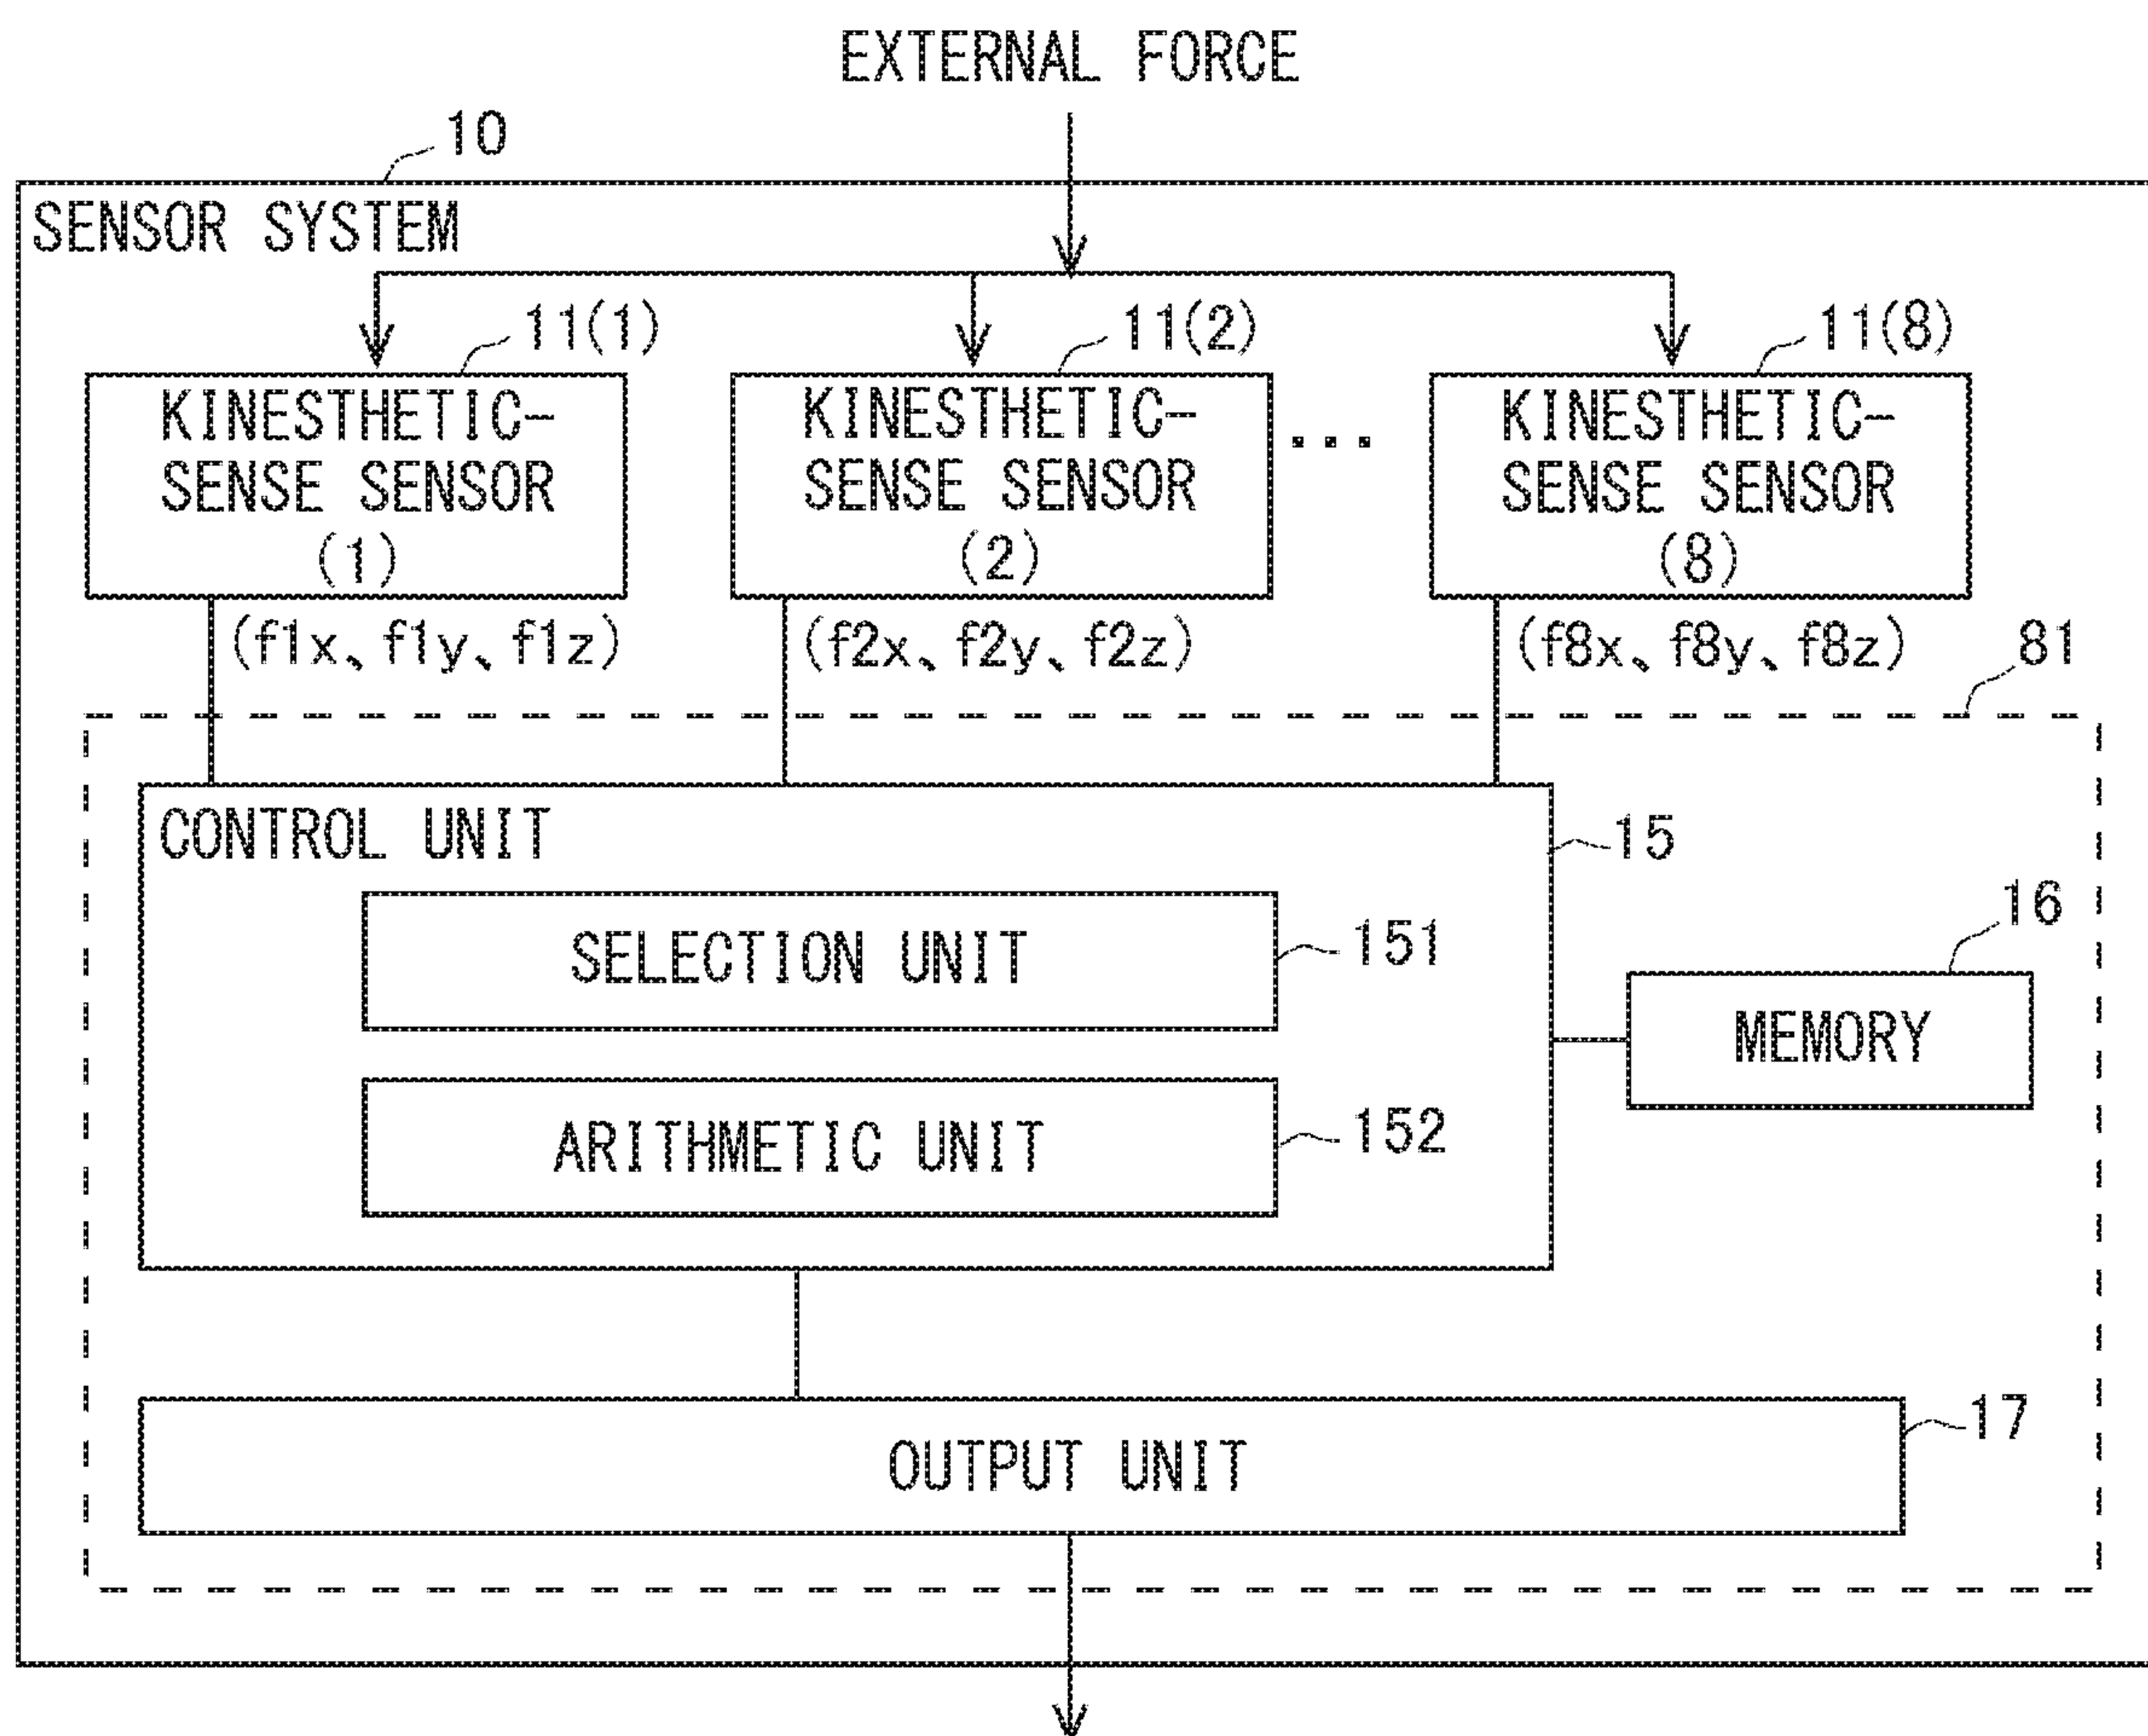 EXTERNAL FORCE
10
SENSOR SYSTEM
11(1)
11(2)
11(8)
KINESTHETIC-
SENSE SENSOR
(1)
KINESTHETIC-
SENSE SENSOR
(2)
...
KINESTHETIC-
SENSE SENSOR
(8)
(f1x、f1y、f1z)
(f2x、f2y、f2z)
(f8x、f8y、f8z)
81
CONTROL UNIT
15
SELECTION UNIT
151
16
MEMORY
ARITHMETIC UNIT
152
17
OUTPUT UNIT